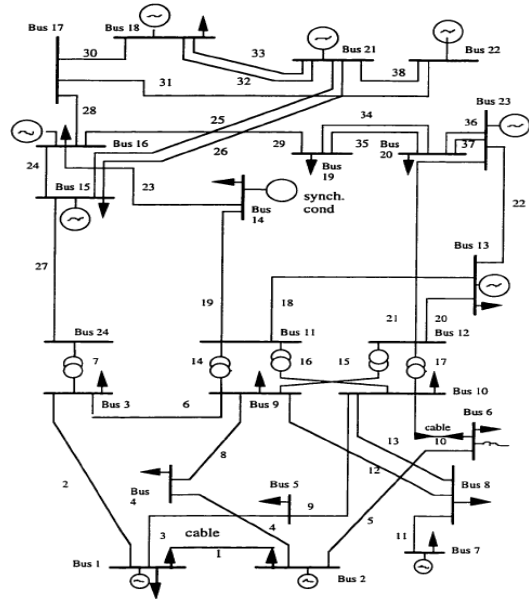 Bus 17
Bus 18
Bus 21
Bus 22
30
33
32
31
38
Bus 23
28
25
34
36
Bus 16
26
29
35
37
24
Bus 19
Bus 20
Bus 15
23
synch.
cond
Bus
14
22
Bus 13
27
19
18
21
20
Bus 24
Bus 11
Bus 12
7
14
16
15
17
Bus 3
6
Bus 9
Bus 10
Bus 6
cable
10
13
8
12
2
Bus
4
Bus 5
Bus 8
9
5
4
3
cable
1
11
Bus 1
Bus 2
Bus 7